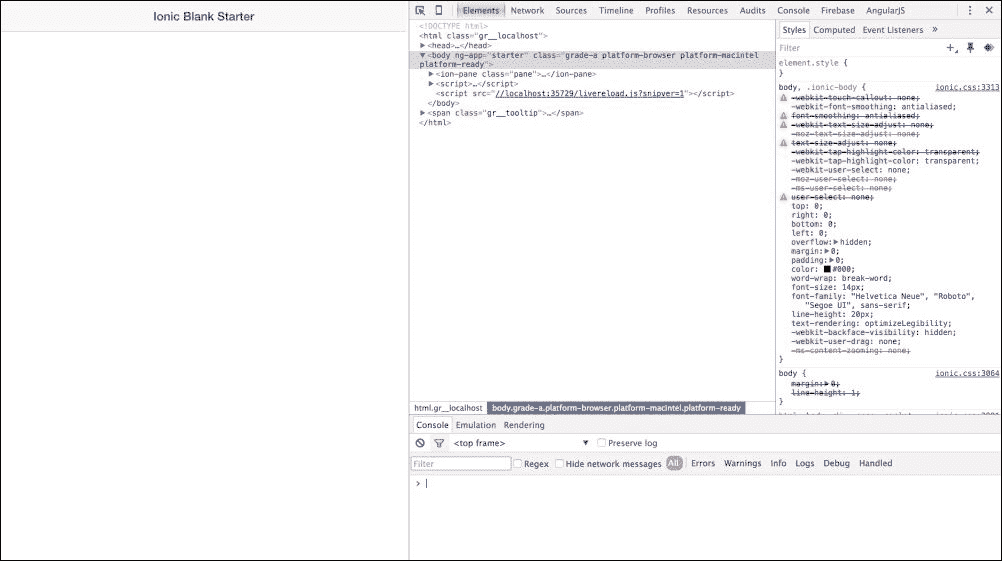 Ionic Blank Starter
Elements Network Sources Timeline Profiles Resources Audits Console Firebase AngularJS
<!DOCTYPE html>
<html class="gr__localhost">
<head>…</head>
<body ng-app="starter" class="grade-a platform-browser platform-macintel
platform-ready">
<ion-pane class="pane">…</ion-pane>
<script>…</script>
<script src="//localhost:35729/livereload.js?snipver=1"></script>
</body>
<span class="gr__tooltip">…</span>
</html>
html.gr__localhost body.grade-a.platform-browser.platform-macintel.platform-ready
Styles Computed Event Listeners »
Filter
element.style {
}
body, .ionic-body { ionic.css:3313
-webkit-touch-callout: none;
-webkit-font-smoothing: antialiased;
font-smoothing: antialiased;
-webkit-text-size-adjust: none;
-moz-text-size-adjust: none;
text-size-adjust: none;
-webkit-tap-highlight-color: transparent;
-webkit-tap-highlight-color: transparent;
-webkit-user-select: none;
-moz-user-select: none;
-ms-user-select: none;
user-select: none;
top: 0;
right: 0;
bottom: 0;
left: 0;
overflow: hidden;
margin: 0;
padding: 0;
color: #000;
word-wrap: break-word;
font-size: 14px;
font-family: "Helvetica Neue", "Roboto",
"Segoe UI", sans-serif;
line-height: 20px;
text-rendering: optimizeLegibility;
-webkit-backface-visibility: hidden;
-webkit-user-drag: none;
-ms-content-zooming: none;
}
body { ionic.css:3064
margin: 0;
line-height: 1;
}
Console Emulation Rendering
<top frame> ▼ Preserve log
Filter Regex Hide network messages All Errors Warnings Info Logs Debug Handled
>